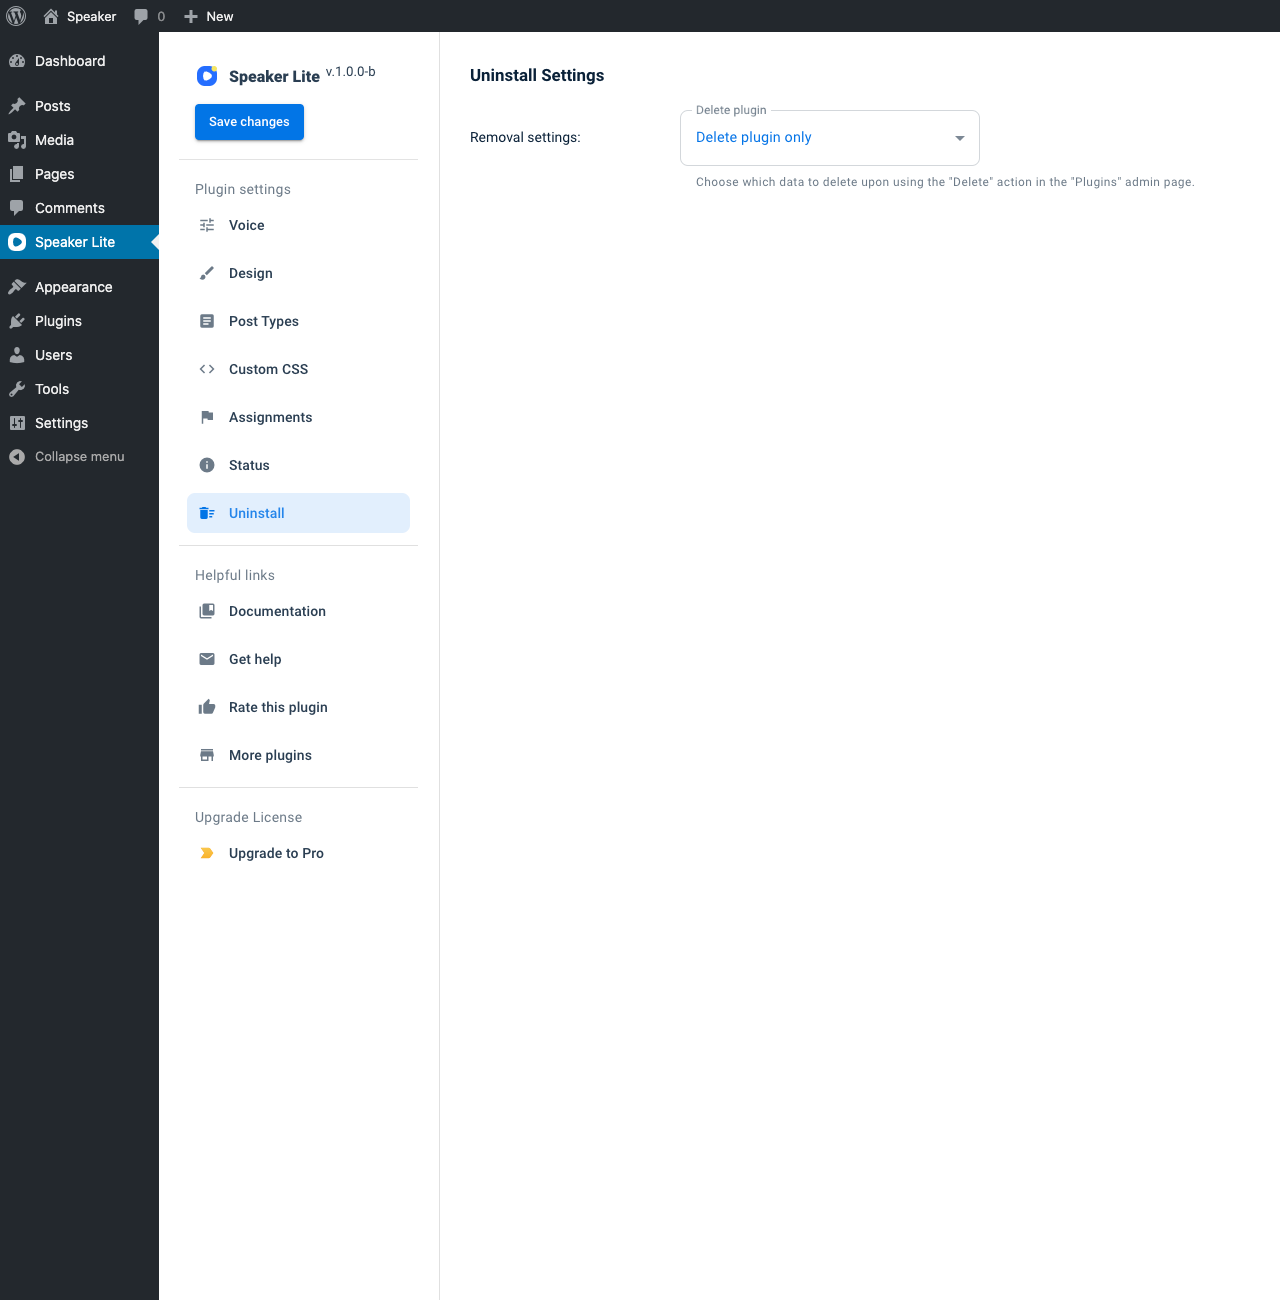 Speaker 0 New
Dashboard
Posts
Media
Pages
Comments
Speaker Lite
Appearance
Plugins
Users
Tools
Settings
Collapse menu
Speaker Lite v.1.0.0-b
Save changes
Plugin settings
Voice
Design
Post Types
Custom CSS
Assignments
Status
Uninstall
Helpful links
Documentation
Get help
Rate this plugin
More plugins
Upgrade License
Upgrade to Pro
Uninstall Settings
Delete plugin
Removal settings: Delete plugin only
Choose which data to delete upon using the "Delete" action in the "Plugins" admin page.